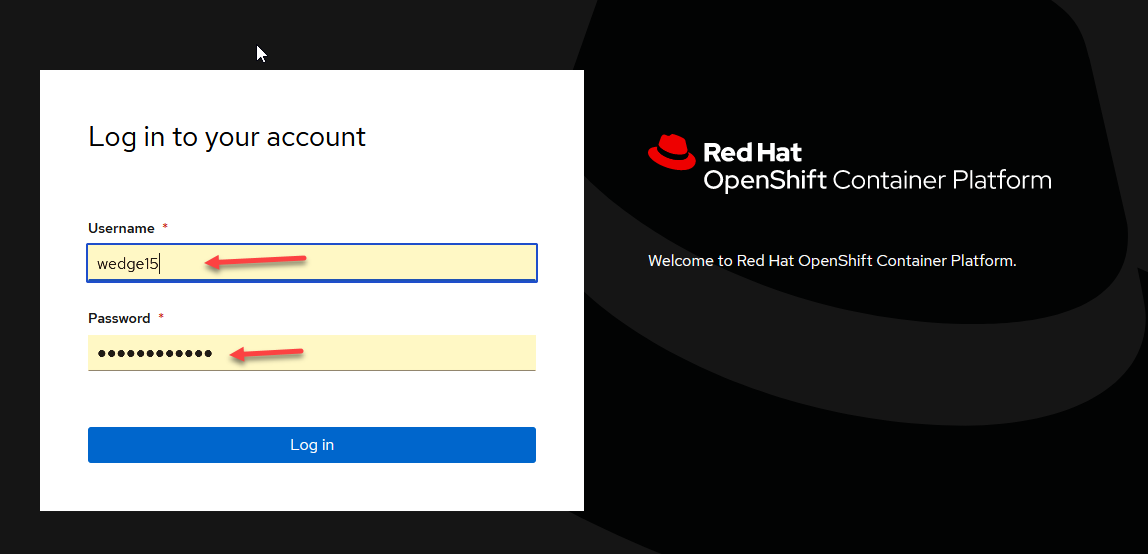 Log in to your account
Username *
wedge15
Password *
●●●●●●●●●●●●
Log in
Red Hat
OpenShift Container Platform
Welcome to Red Hat OpenShift Container Platform.